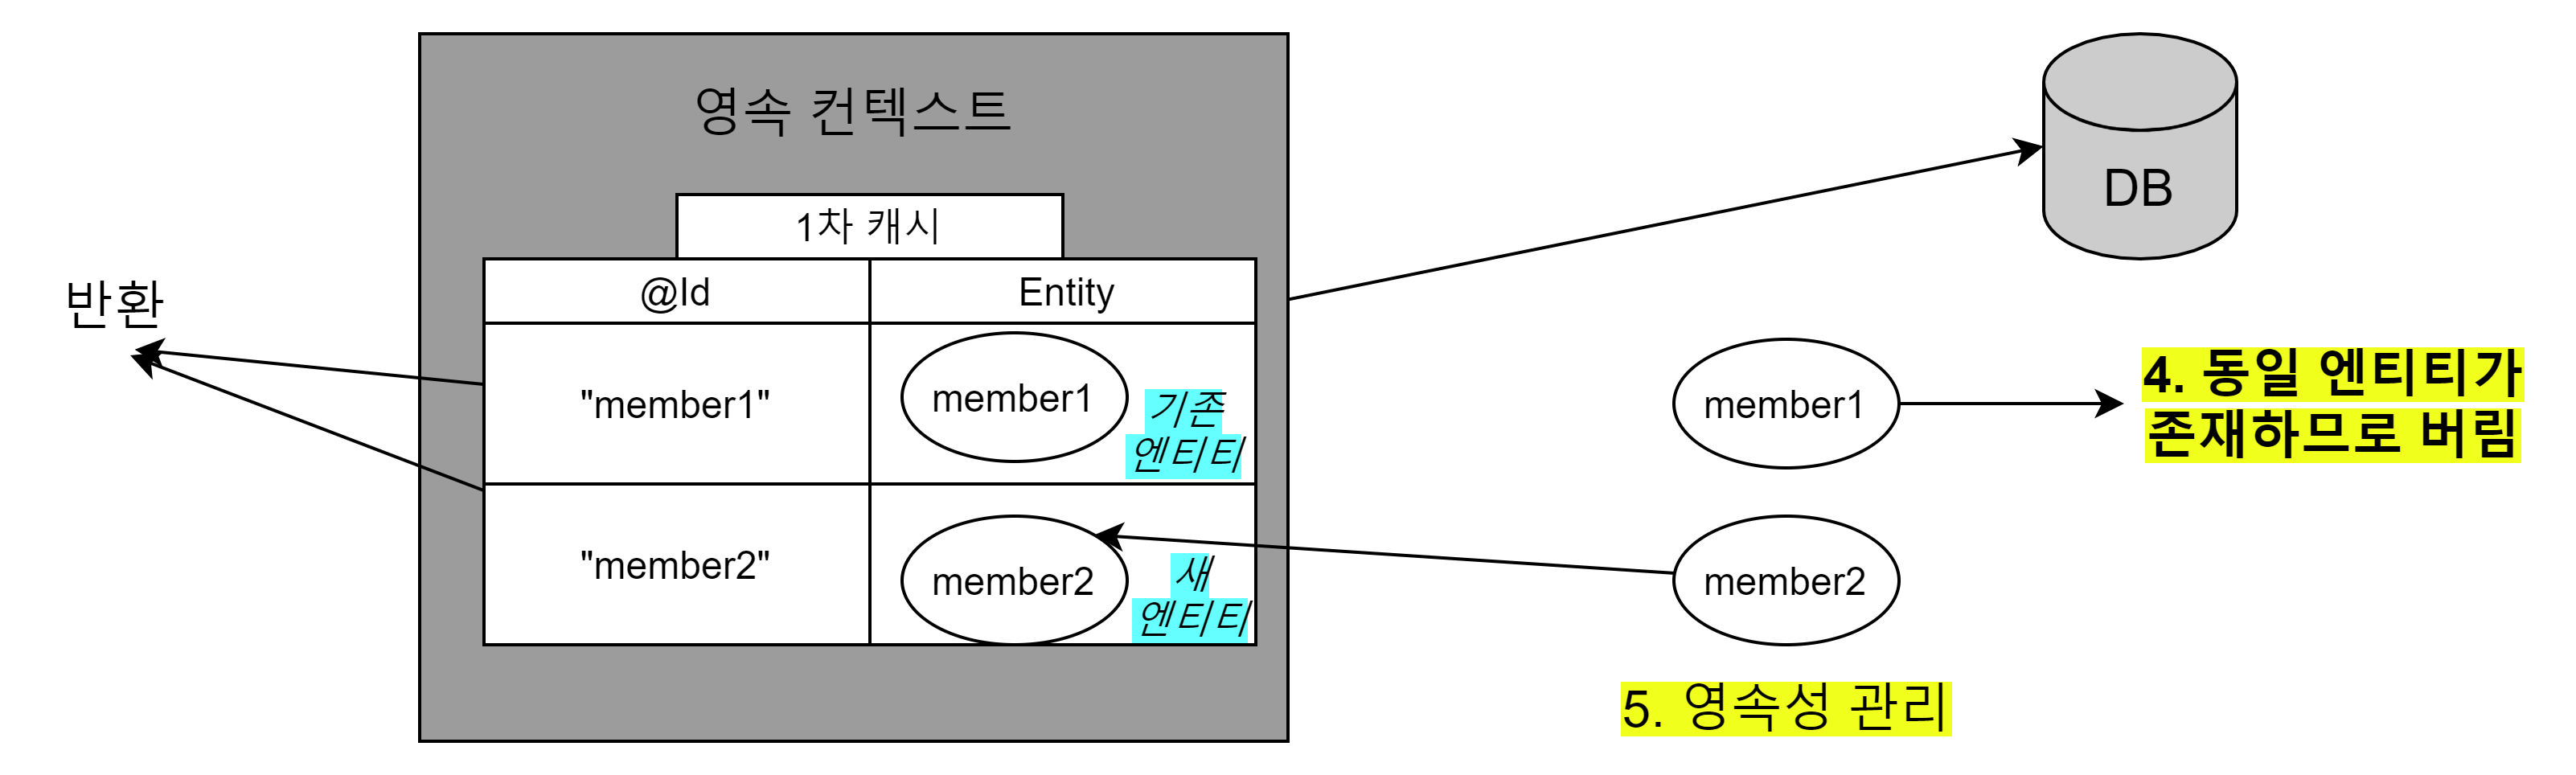 영속 컨텍스트
DB
1차 캐시
@Id
Entity
반환
"member1"
member1
기존
엔티티
member1
4. 동일 엔티티가
존재하므로 버림
"member2"
member2
새
엔티티
member2
5. 영속성 관리